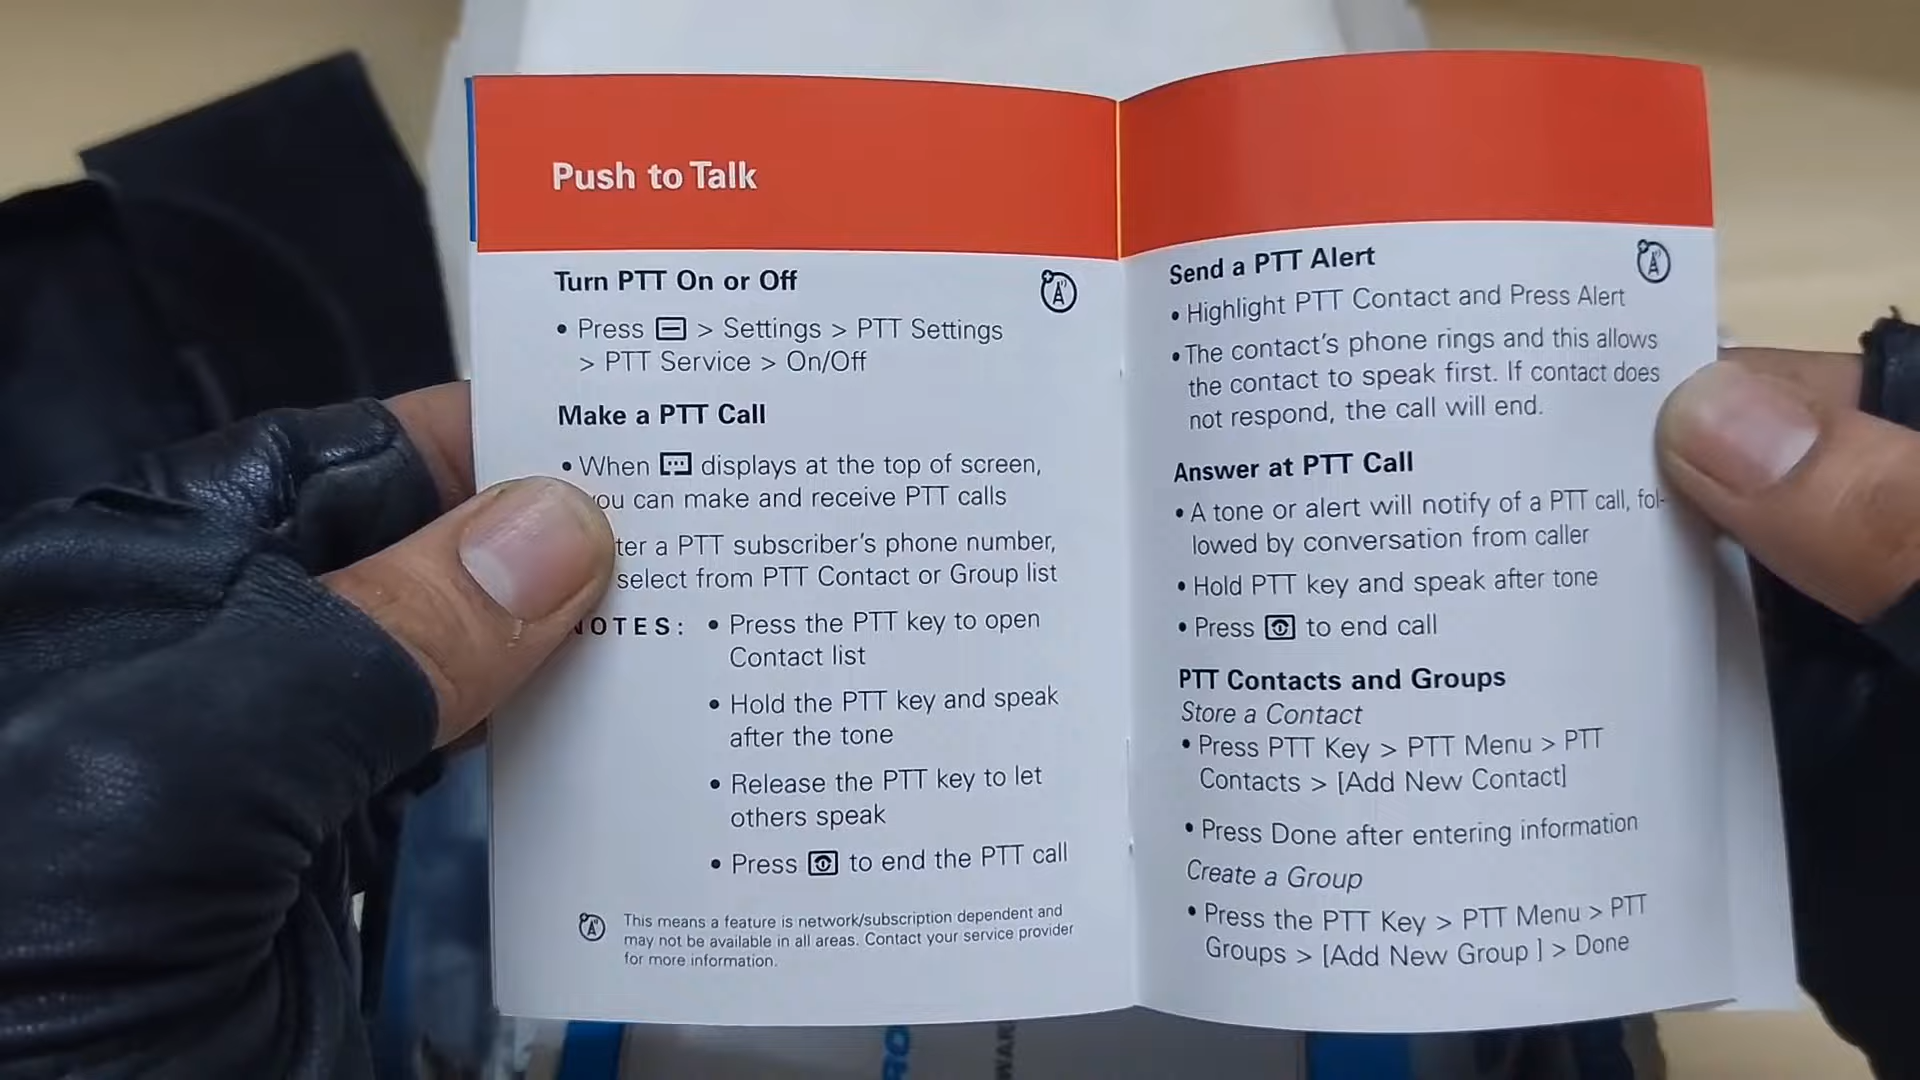 Push to Talk
Turn PTT On or Off
• Press > Settings > PTT Settings
> PTT Service > On/Off
Make a PTT Call
• When displays at the top of screen,
you can make and receive PTT calls
a PTT subscriber's phone number,
select from PTT Contact or Group list
NOTES: • Press the PTT key to open
Contact list
• Hold the PTT key and speak
after the tone
• Release the PTT key to let
others speak
• Press to end the PTT call
This means a feature is network/subscription dependent and
may not be available in all areas. Contact your service provider
for more information.
Send a PTT Alert
• Highlight PTT Contact and Press Alert
• The contact's phone rings and this allows
the contact to speak first. If contact does
not respond, the call will end.
Answer at PTT Call
• A tone or alert will notify of a PTT call, fol-
lowed by conversation from caller
• Hold PTT key and speak after tone
• Press to end call
PTT Contacts and Groups
Store a Contact
• Press PTT Key > PTT Menu > PTT
Contacts > [Add New Contact]
• Press Done after entering information
Create a Group
• Press the PTT Key > PTT Menu > PTT
Groups > [Add New Group ] > Done